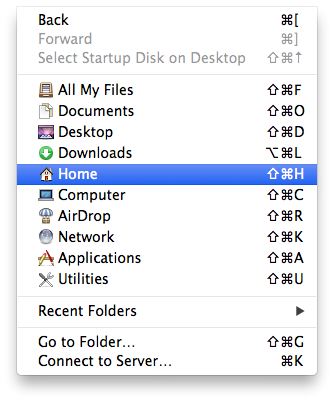 Back ⌘[
Forward ⌘]
Select Startup Disk on Desktop ⇧⌘↑
All My Files ⇧⌘F
Documents ⇧⌘O
Desktop ⇧⌘D
Downloads ⌥⌘L
Home ⇧⌘H
Computer ⇧⌘C
AirDrop ⇧⌘R
Network ⇧⌘K
Applications ⇧⌘A
Utilities ⇧⌘U
Recent Folders ▶
Go to Folder... ⇧⌘G
Connect to Server... ⌘K